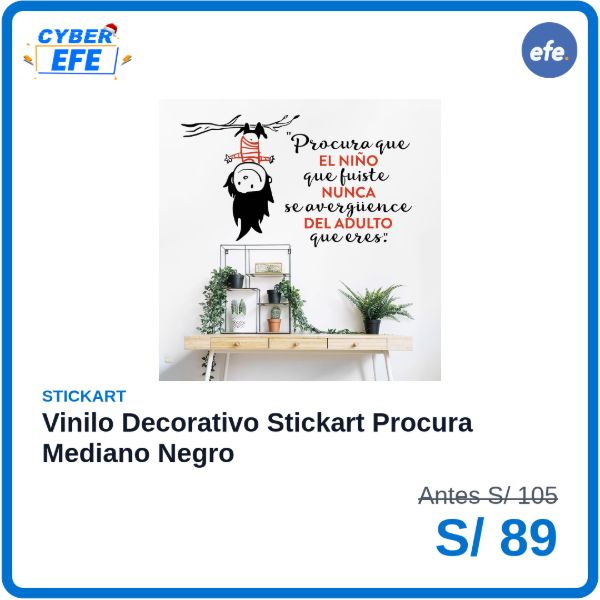 CYBER
EFE
efe.
"Procura que
EL NIÑO
que fuiste
NUNCA
se avergüence
DEL ADULTO
que eres."
STICKART
Vinilo Decorativo Stickart Procura
Mediano Negro
Antes S/ 105
S/ 89